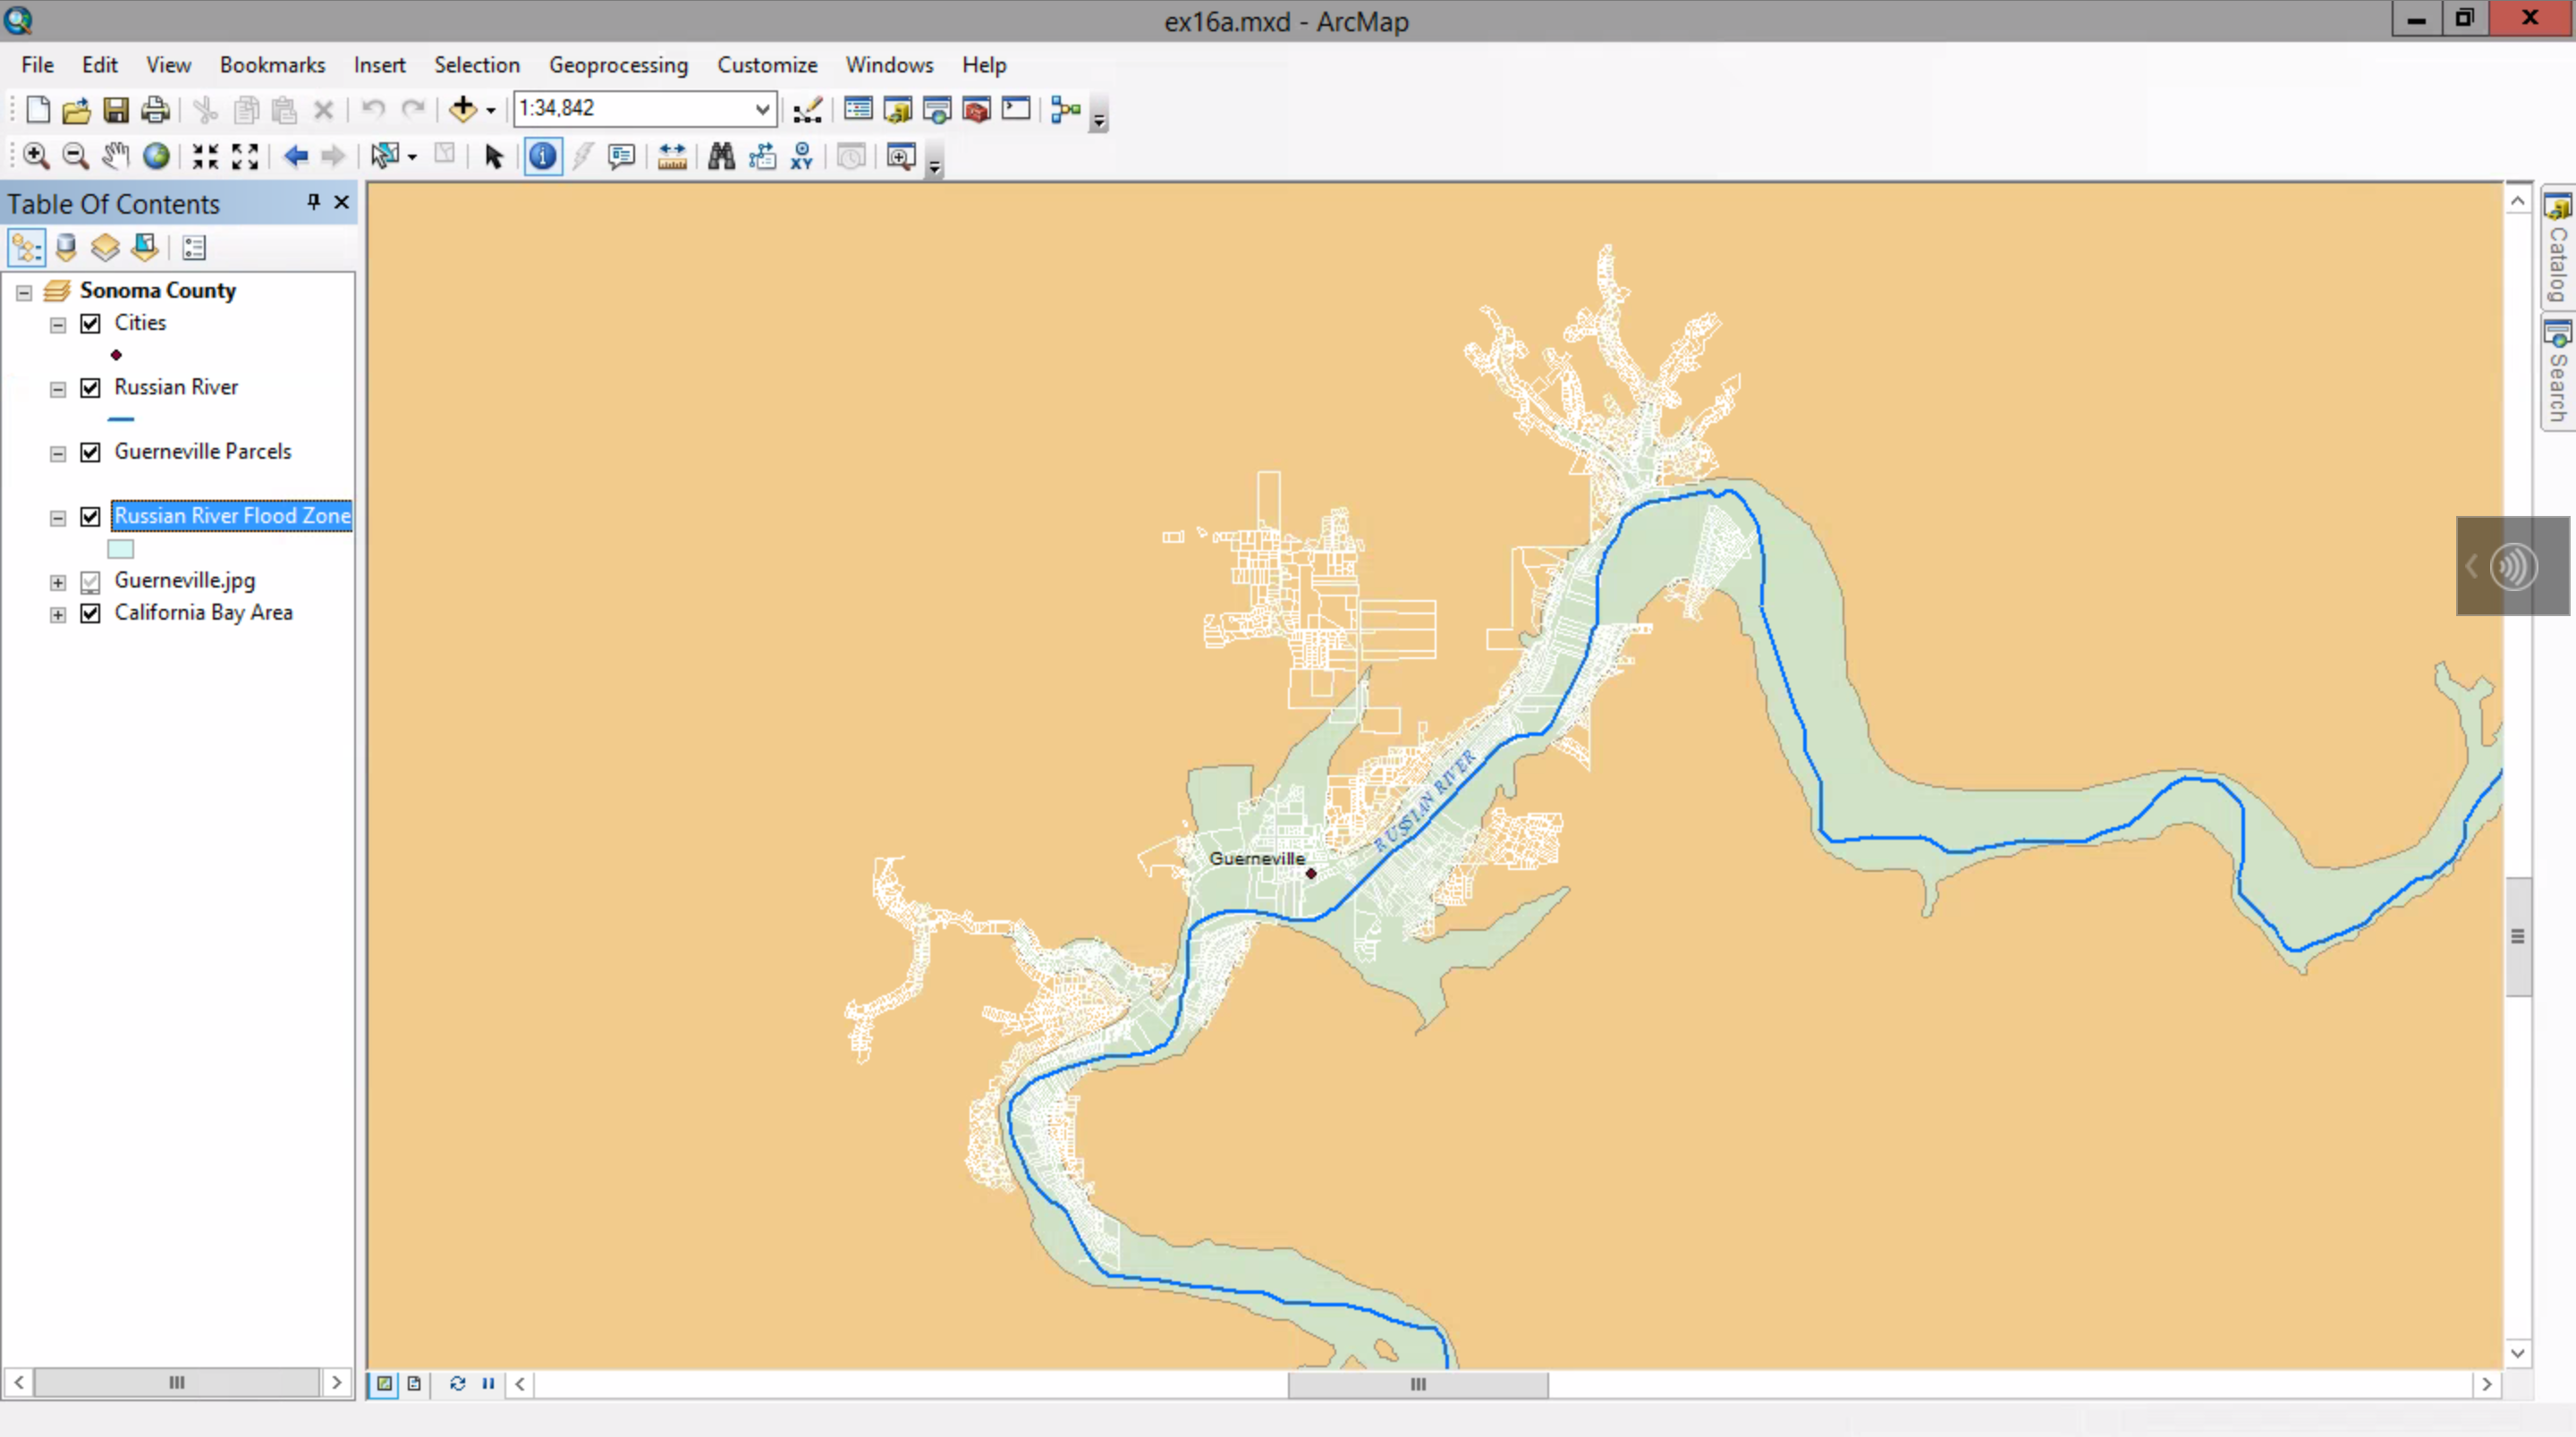 ex16a.mxd - ArcMap
File Edit View Bookmarks Insert Selection Geoprocessing Customize Windows Help
1:34,842
XY
Table Of Contents
Sonoma County
Cities
Russian River
Guerneville Parcels
Russian River Flood Zone
Guerneville.jpg
California Bay Area
RUSSIAN RIVER
Guerneville
Catalog
Search